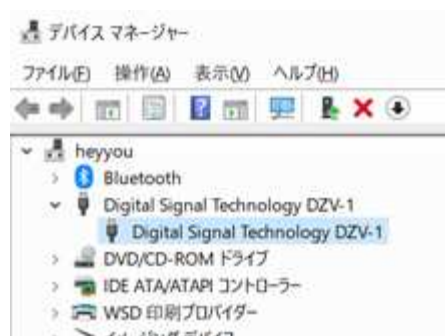 デバイス マネージャー
ファイル(F) 操作(A) 表示(V) ヘルプ(H)
heyyou
Bluetooth
Digital Signal Technology DZV-1
Digital Signal Technology DZV-1
DVD/CD-ROM ドライブ
IDE ATA/ATAPI コントローラー
WSD 印刷プロバイダー